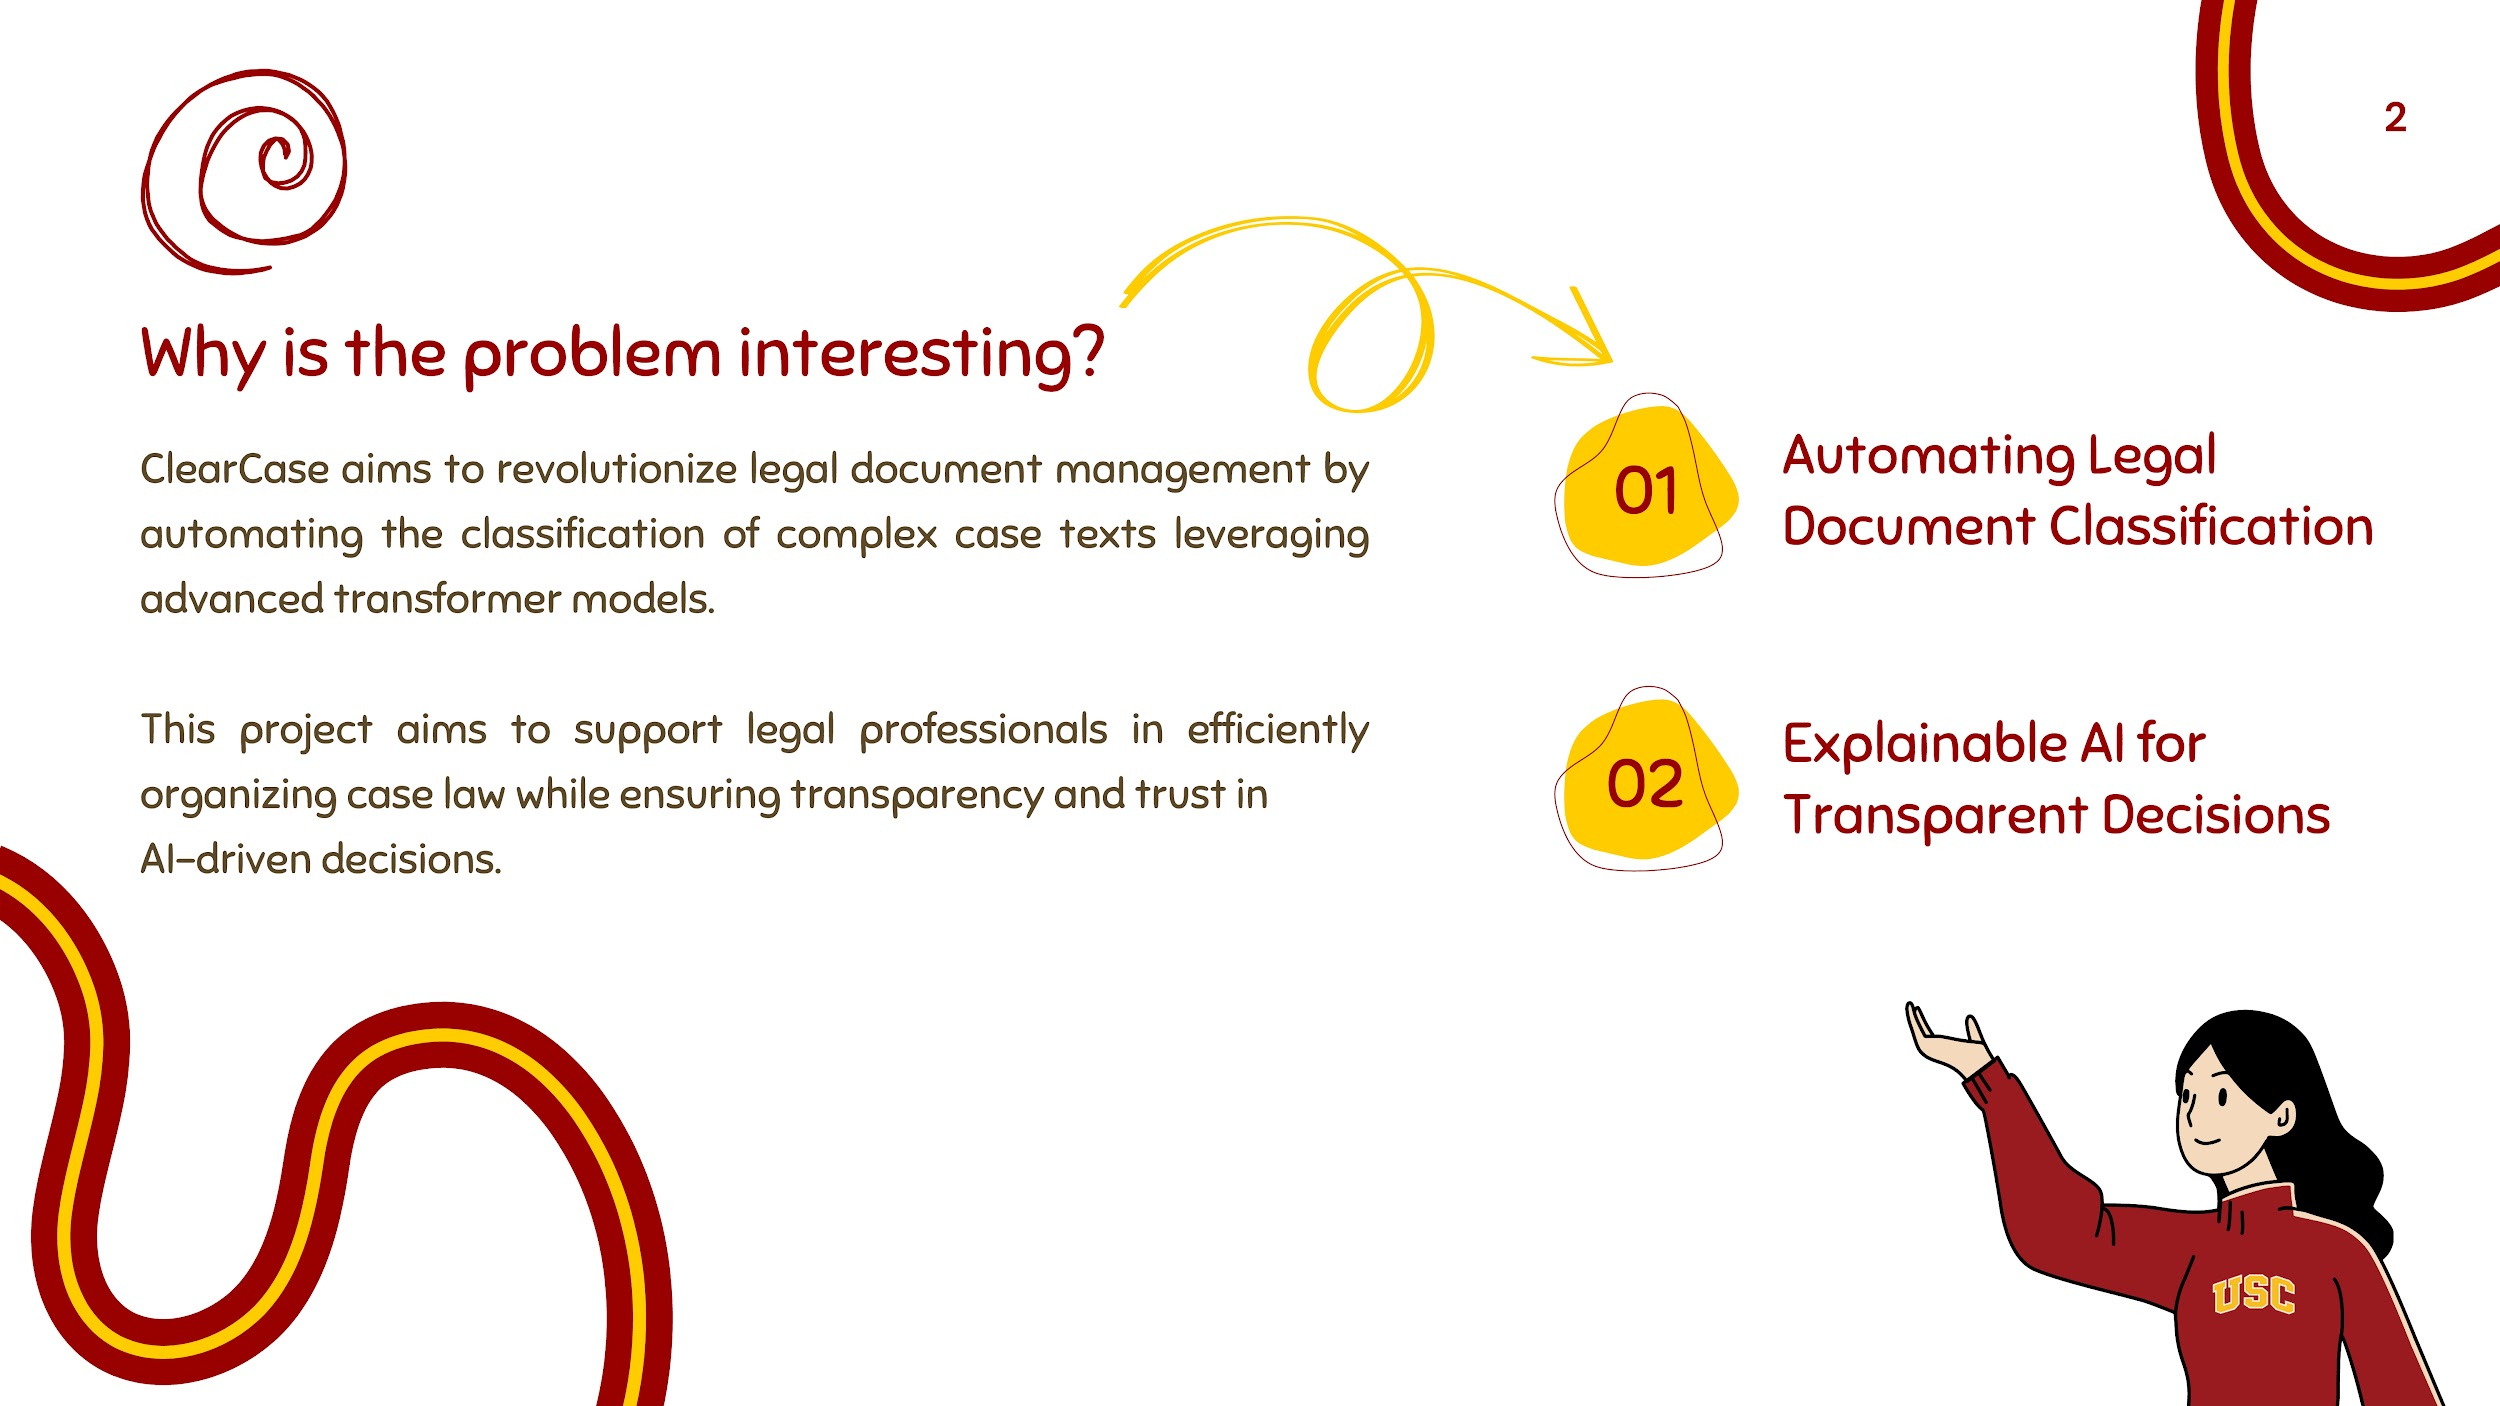 2
Why is the problem interesting?
ClearCase aims to revolutionize legal document management by
automating the classification of complex case texts leveraging
advanced transformer models.
This project aims to support legal professionals in efficiently
organizing case law while ensuring transparency and trust in
AI-driven decisions.
01
Automating Legal
Document Classification
02
Explainable AI for
Transparent Decisions
USC